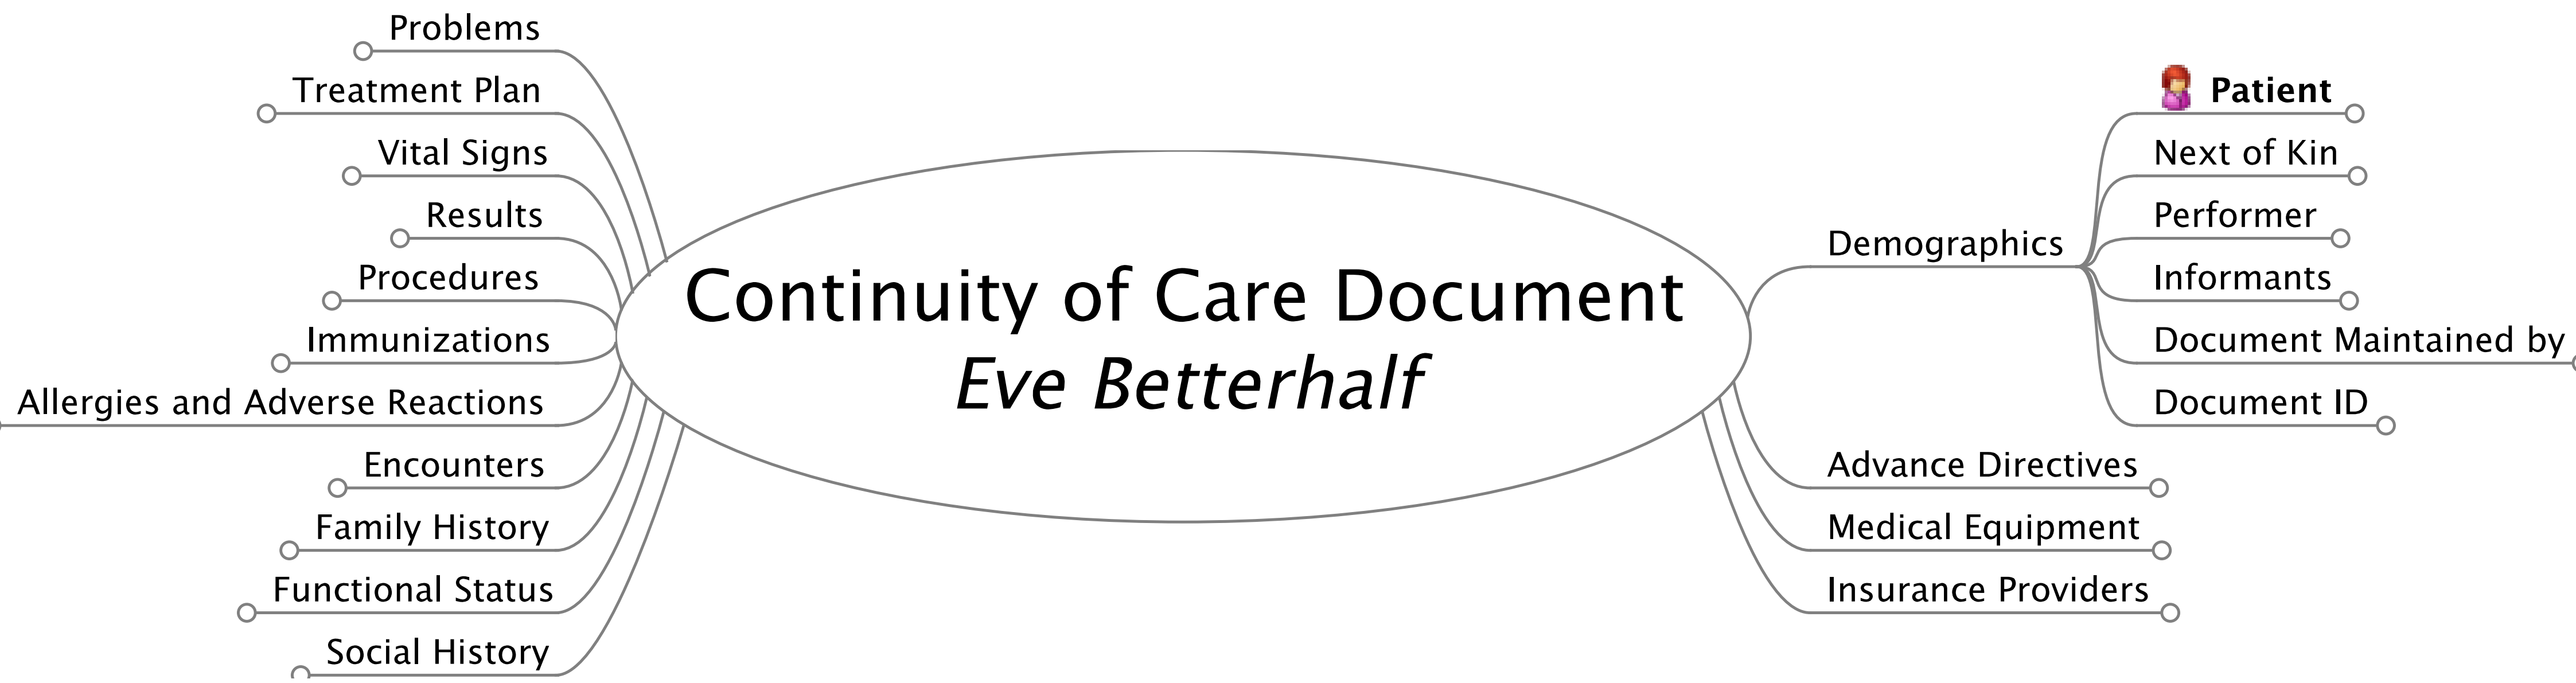 Problems
Treatment Plan
Vital Signs
Results
Procedures
Immunizations
Allergies and Adverse Reactions
Encounters
Family History
Functional Status
Social History
Continuity of Care Document
Eve Betterhalf
Demographics
Patient
Next of Kin
Performer
Informants
Document Maintained by
Document ID
Advance Directives
Medical Equipment
Insurance Providers